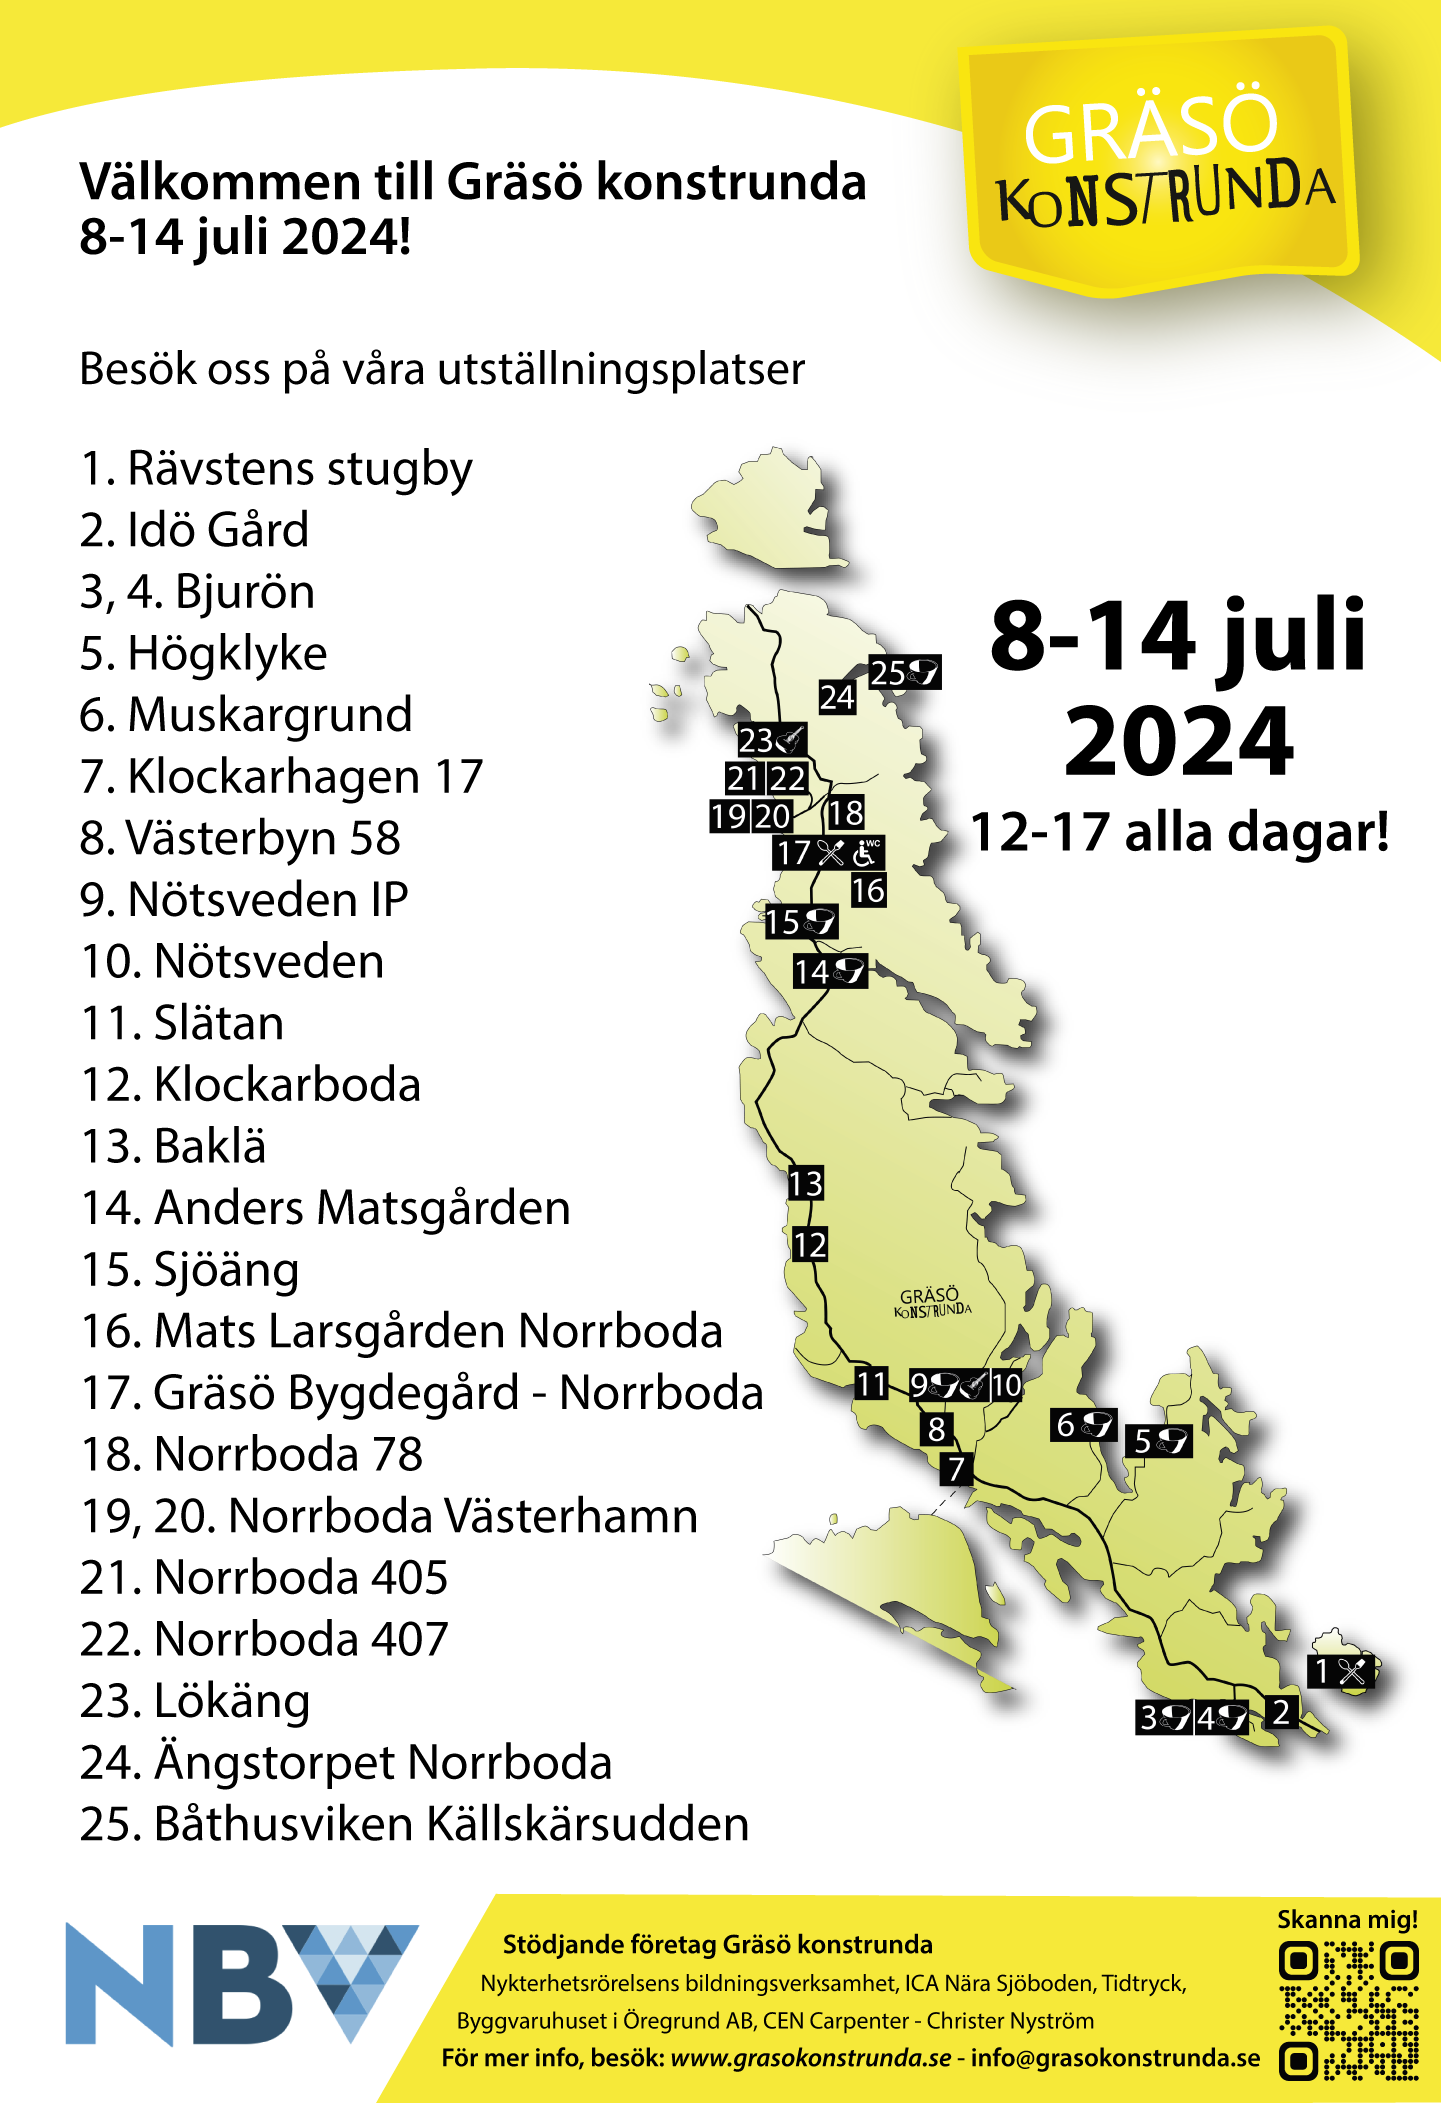 GRÄSÖ
KONSTRUNDA
Välkommen till Gräsö konstrunda
8-14 juli 2024!
Besök oss på våra utställningsplatser
1. Rävstens stugby
2. Idö Gård
3, 4. Bjurön
5. Högklyke
6. Muskargrund
7. Klockarhagen 17
8. Västerbyn 58
9. Nötsveden IP
10. Nötsveden
11. Slätan
12. Klockarboda
13. Baklä
14. Anders Matsgården
15. Sjöäng
16. Mats Larsgården Norrboda
17. Gräsö Bygdegård - Norrboda
18. Norrboda 78
19, 20. Norrboda Västerhamn
21. Norrboda 405
22. Norrboda 407
23. Lökäng
24. Ängstorpet Norrboda
25. Båthusviken Källskärsudden
8-14 juli
2024
12-17 alla dagar!
25
24
23
21 22
19 20 18
17 WC
16
15
14
13
12
GRÄSÖ
KONSTRUNDA
11 9 10
8 6 5
7
1
3 4 2
NBV
Stödjande företag Gräsö konstrunda
Nykterhetsrörelsens bildningsverksamhet, ICA Nära Sjöboden, Tidtryck,
Byggvaruhuset i Öregrund AB, CEN Carpenter - Christer Nyström
För mer info, besök: www.grasokonstrunda.se - info@grasokonstrunda.se
Skanna mig!